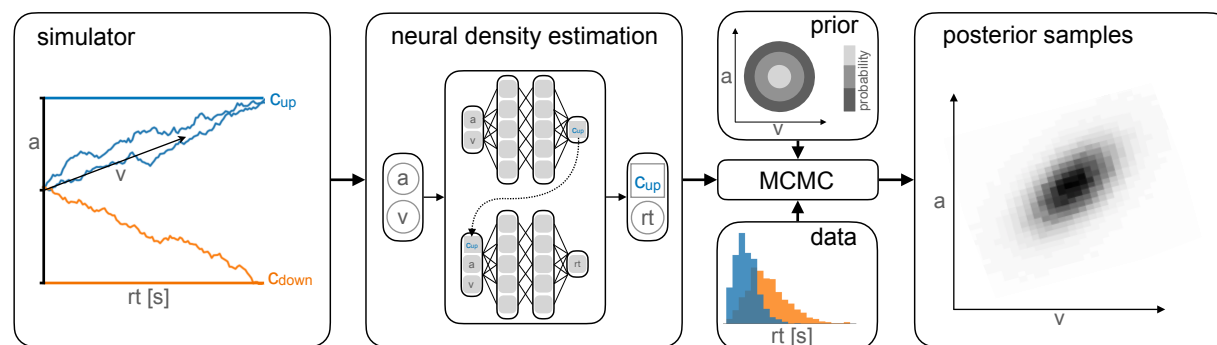 simulator
a
v
Cup
Cdown
rt [s]
neural density estimation
a
v
a
v
Cup
Cup
a
v
rt
Cup
rt
prior
a
v
probability
MCMC
data
rt [s]
posterior samples
a
v